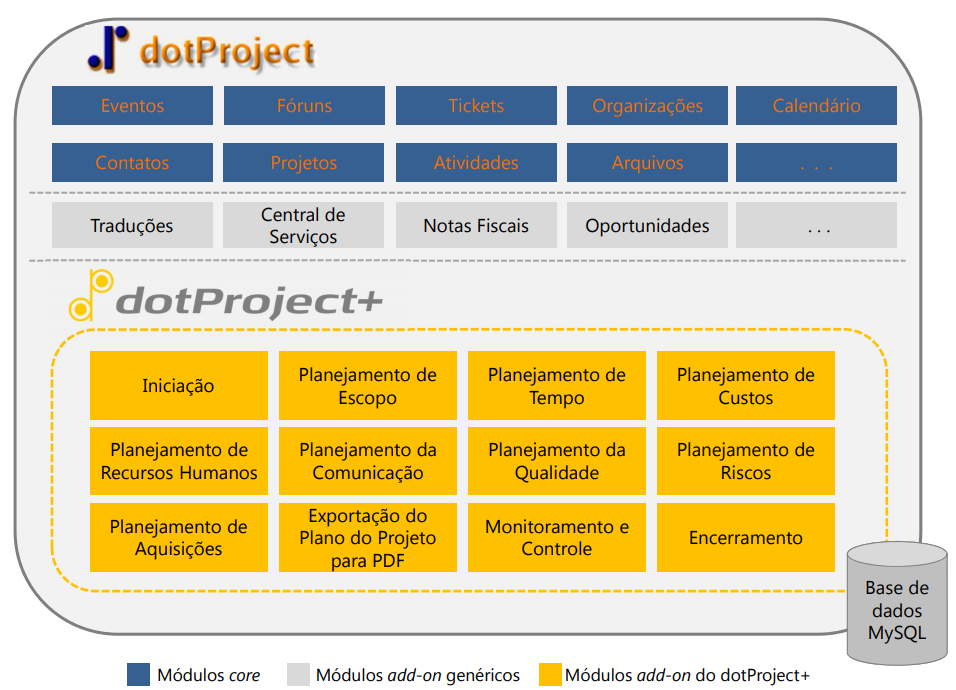 dotProject
Eventos
Fóruns
Tickets
Organizações
Calendário
Contatos
Projetos
Atividades
Arquivos
. . .
Traduções
Central de
Serviços
Notas Fiscais
Oportunidades
. . .
dotProject+
Iniciação
Planejamento de
Escopo
Planejamento de
Tempo
Planejamento de
Custos
Planejamento de
Recursos Humanos
Planejamento da
Comunicação
Planejamento da
Qualidade
Planejamento de
Riscos
Planejamento de
Aquisições
Exportação do
Plano do Projeto
para PDF
Monitoramento e
Controle
Encerramento
Base de
dados
MySQL
Módulos core
Módulos add-on genéricos
Módulos add-on do dotProject+